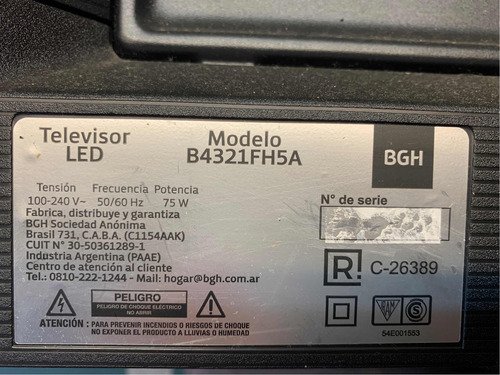 Televisor
LED
Modelo
B4321FH5A
BGH
Tensión Frecuencia Potencia
100-240 V~ 50/60 Hz 75 W
Fabrica, distribuye y garantiza
BGH Sociedad Anónima
Brasil 731, C.A.B.A. (C1154AAK)
CUIT N° 30-50361289-1
Industria Argentina (PAAE)
Centro de atención al cliente
Tel.: 0810-222-1244 - Mail: hogar@bgh.com.ar
N° de serie
R C-26389
PELIGRO
PELIGRO DE CHOQUE ELECTRICO
NO ABRIR
ATENCIÓN : PARA PREVENIR INCENDIOS O RIESGOS DE CHOQUE
NO EXPONER EL PRODUCTO A LLUVIAS O HUMEDAD
S
54E001553